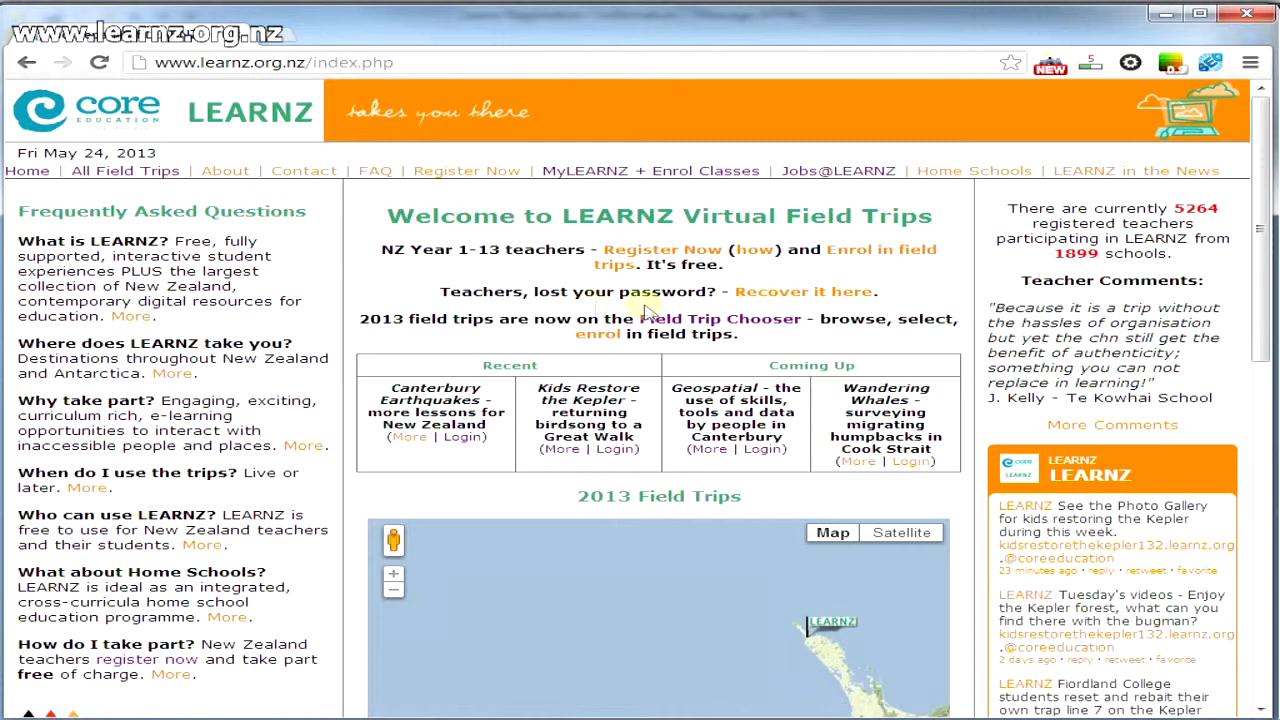 www.learnz.org.nz
www.learnz.org.nz/index.php
NEW
5
core
EDUCATION
LEARNZ
takes you there
Fri May 24, 2013
Home | All Field Trips | About | Contact | FAQ | Register Now | MyLEARNZ + Enrol Classes | Jobs@LEARNZ | Home Schools | LEARNZ in the News
Frequently Asked Questions
What is LEARNZ? Free, fully
supported, interactive student
experiences PLUS the largest
collection of New Zealand,
contemporary digital resources for
education. More.
Where does LEARNZ take you?
Destinations throughout New Zealand
and Antarctica. More.
Why take part? Engaging, exciting,
curriculum rich, e-learning
opportunities to interact with
inaccessible people and places. More.
When do I use the trips? Live or
later. More.
Who can use LEARNZ? LEARNZ is
free to use for New Zealand teachers
and their students. More.
What about Home Schools?
LEARNZ is ideal as an integrated,
cross-curricula home school
education programme. More.
How do I take part? New Zealand
teachers register now and take part
free of charge. More.
Welcome to LEARNZ Virtual Field Trips
NZ Year 1-13 teachers - Register Now (how) and Enrol in field
trips. It's free.
Teachers, lost your password? - Recover it here.
2013 field trips are now on the Field Trip Chooser - browse, select,
enrol in field trips.
Recent
Coming Up
Canterbury
Earthquakes -
more lessons for
New Zealand
(More | Login)
Kids Restore
the Kepler -
returning
birdsong to a
Great Walk
(More | Login)
Geospatial - the
use of skills,
tools and data
by people in
Canterbury
(More | Login)
Wandering
Whales -
surveying
migrating
humpbacks in
Cook Strait
(More | Login)
2013 Field Trips
Map
Satellite
LEARNZ
There are currently 5264
registered teachers
participating in LEARNZ from
1899 schools.
Teacher Comments:
"Because it is a trip without
the hassles of organisation
but yet the chn still get the
benefit of authenticity;
something you can not
replace in learning!"
J. Kelly - Te Kowhai School
More Comments
core
LEARNZ
LEARNZ
LEARNZ
LEARNZ See the Photo Gallery
for kids restoring the Kepler
during this week.
kidsrestorethekepler132.learnz.org
.@coreeducation
23 minutes ago · reply · retweet · favorite
LEARNZ Tuesday's videos - Enjoy
the Kepler forest, what can you
find there with the bugman?
kidsrestorethekepler132.learnz.org
.@coreeducation
2 days ago · reply · retweet · favorite
LEARNZ Fiordland College
students reset and rebait their
own trap line 7 on the Kepler